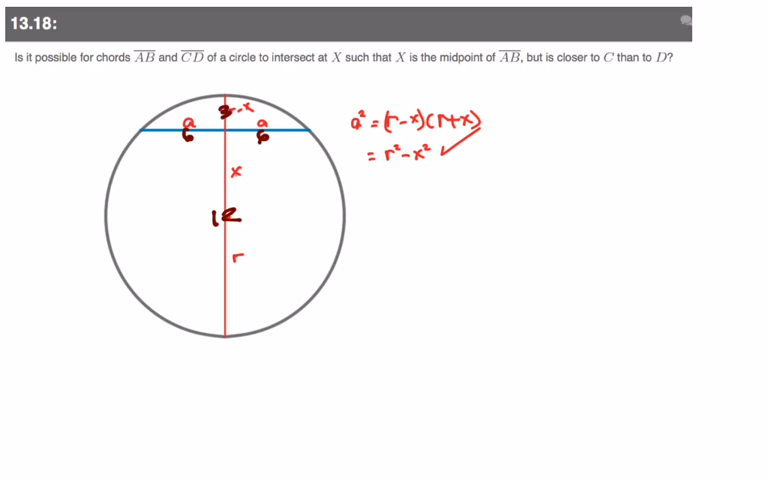 13.18:
Is it possible for chords AB and CD of a circle to intersect at X such that X is the midpoint of AB, but is closer to C than to D?
3
-x
a a
6 6
a² = (r-x)(r+x)
= r²-x² ✓
x
12
r